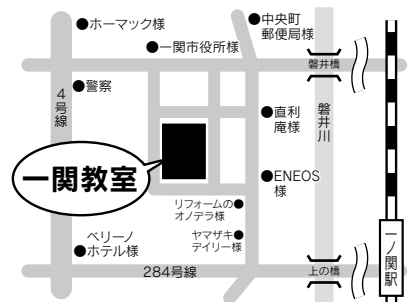 ●ホーマック様
●中央町
郵便局様
●一関市役所様
磐井橋
●警察
4号線
●直利
庵様
磐井川
一関教室
●ENEOS
様
リフォームの
オノデラ様●
ヤマザキ
デイリー様●
ベリーノ
●ホテル様
284号線
上の橋
一ノ関駅